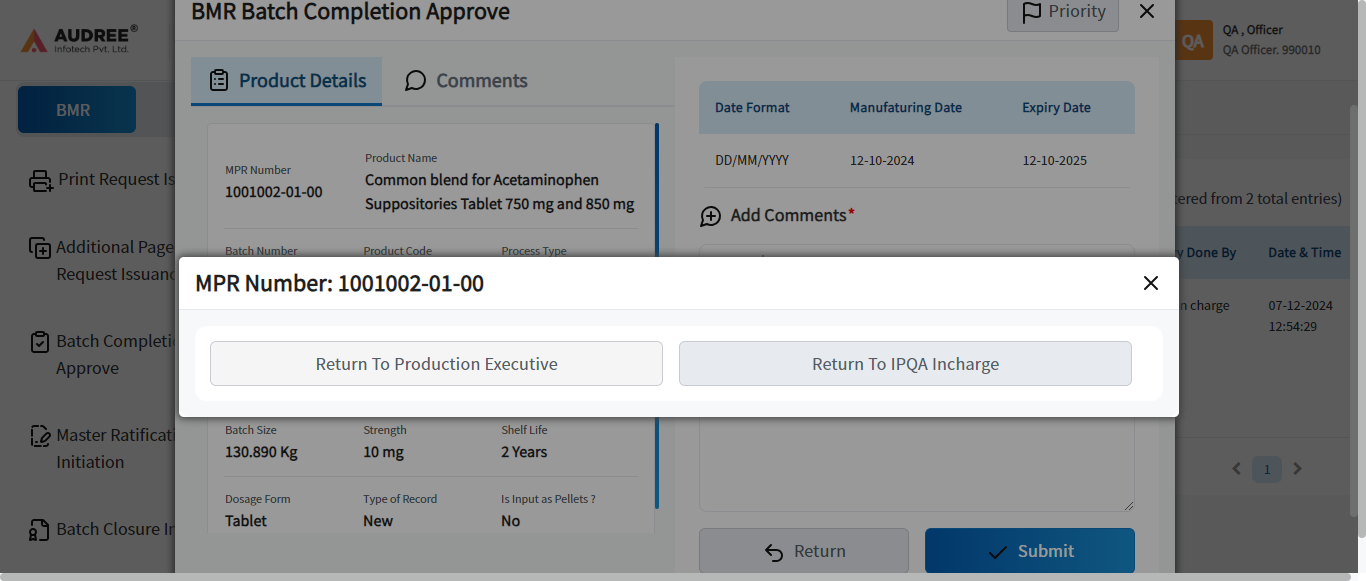 BMR Batch Completion Approve
Priority
AUDREE®
Infotech Pvt. Ltd.
QA
QA , Officer
QA Officer. 990010
BMR
Product Details
Comments
Date Format Manufaturing Date Expiry Date
DD/MM/YYYY 12-10-2024 12-10-2025
MPR Number
1001002-01-00
Product Name
Common blend for Acetaminophen
Suppositories Tablet 750 mg and 850 mg
Add Comments*
Batch Number Product Code Process Type
Print Request Is
Additional Page
Request Issuanc
Batch Completi
Approve
Master Ratificati
Initiation
Batch Closure In
tered from 2 total entries)
y Done By Date & Time
n charge 07-12-2024
12:54:29
1
MPR Number: 1001002-01-00
Return To Production Executive
Return To IPQA Incharge
Batch Size Strength Shelf Life
130.890 Kg 10 mg 2 Years
Dosage Form Type of Record Is Input as Pellets ?
Tablet New No
Return
Submit